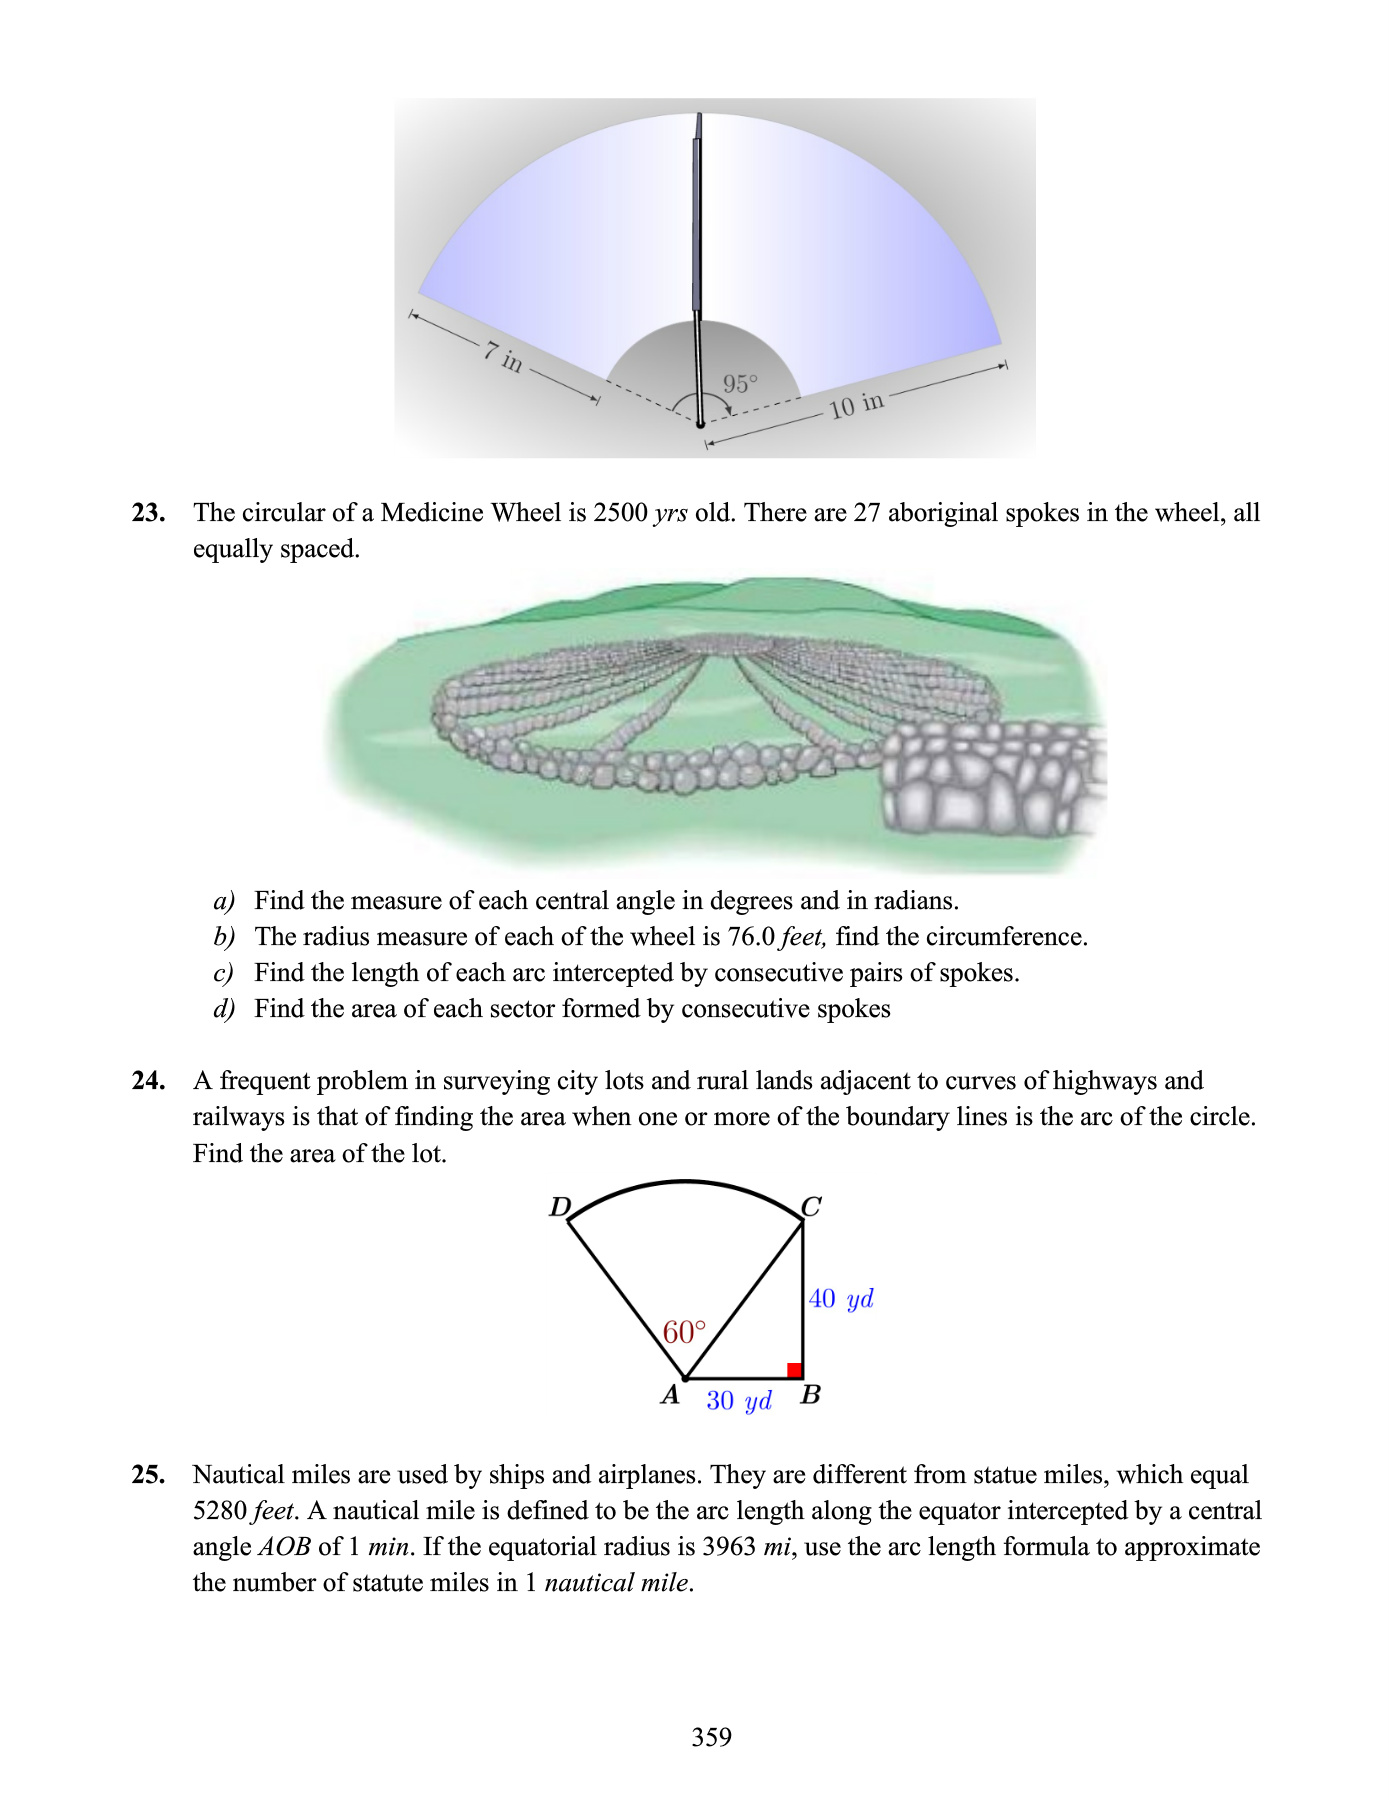 7 in
95°
10 in
23. The circular of a Medicine Wheel is 2500 yrs old. There are 27 aboriginal spokes in the wheel, all
equally spaced.
a) Find the measure of each central angle in degrees and in radians.
b) The radius measure of each of the wheel is 76.0 feet, find the circumference.
c) Find the length of each arc intercepted by consecutive pairs of spokes.
d) Find the area of each sector formed by consecutive spokes
24. A frequent problem in surveying city lots and rural lands adjacent to curves of highways and
railways is that of finding the area when one or more of the boundary lines is the arc of the circle.
Find the area of the lot.
D
C
40 yd
60°
A
30 yd
B
25. Nautical miles are used by ships and airplanes. They are different from statue miles, which equal
5280 feet. A nautical mile is defined to be the arc length along the equator intercepted by a central
angle AOB of 1 min. If the equatorial radius is 3963 mi, use the arc length formula to approximate
the number of statute miles in 1 nautical mile.
359